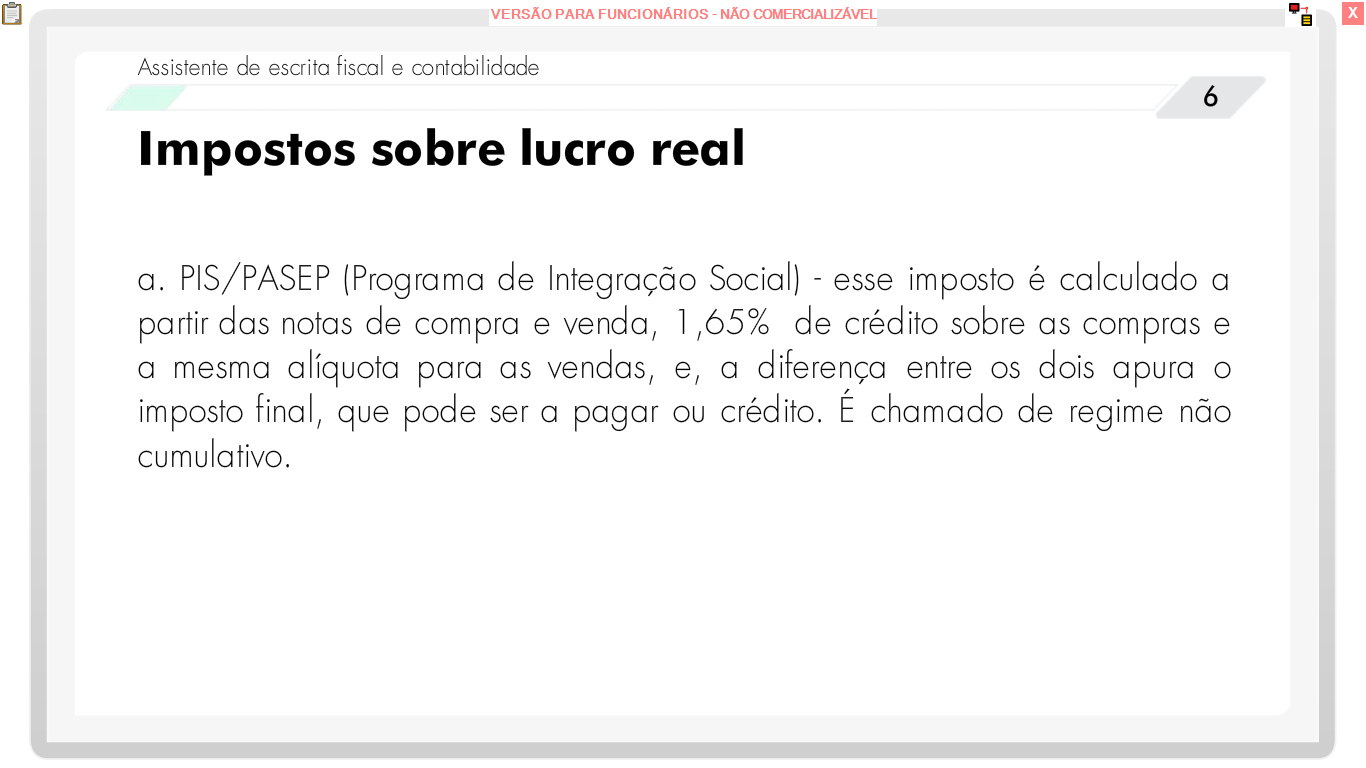 VERSÃO PARA FUNCIONÁRIOS - NÃO COMERCIALIZÁVEL
X
Assistente de escrita fiscal e contabilidade
6
Impostos sobre lucro real
a. PIS/PASEP (Programa de Integração Social) - esse imposto é calculado a
partir das notas de compra e venda, 1,65% de crédito sobre as compras e
a mesma alíquota para as vendas, e, a diferença entre os dois apura o
imposto final, que pode ser a pagar ou crédito. É chamado de regime não
cumulativo.